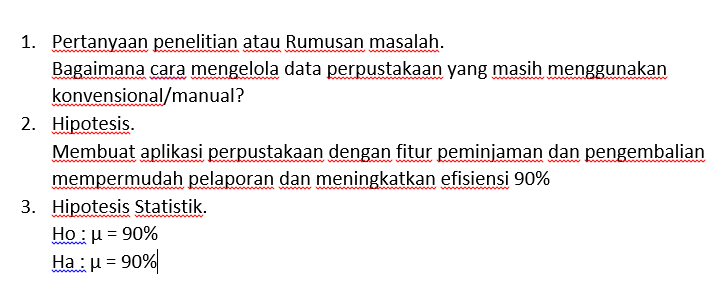 1. Pertanyaan penelitian atau Rumusan masalah.
Bagaimana cara mengelola data perpustakaan yang masih menggunakan
konvensional/manual?
2. Hipotesis.
Membuat aplikasi perpustakaan dengan fitur peminjaman dan pengembalian
mempermudah pelaporan dan meningkatkan efisiensi 90%
3. Hipotesis Statistik.
Ho : µ = 90%
Ha : µ = 90%